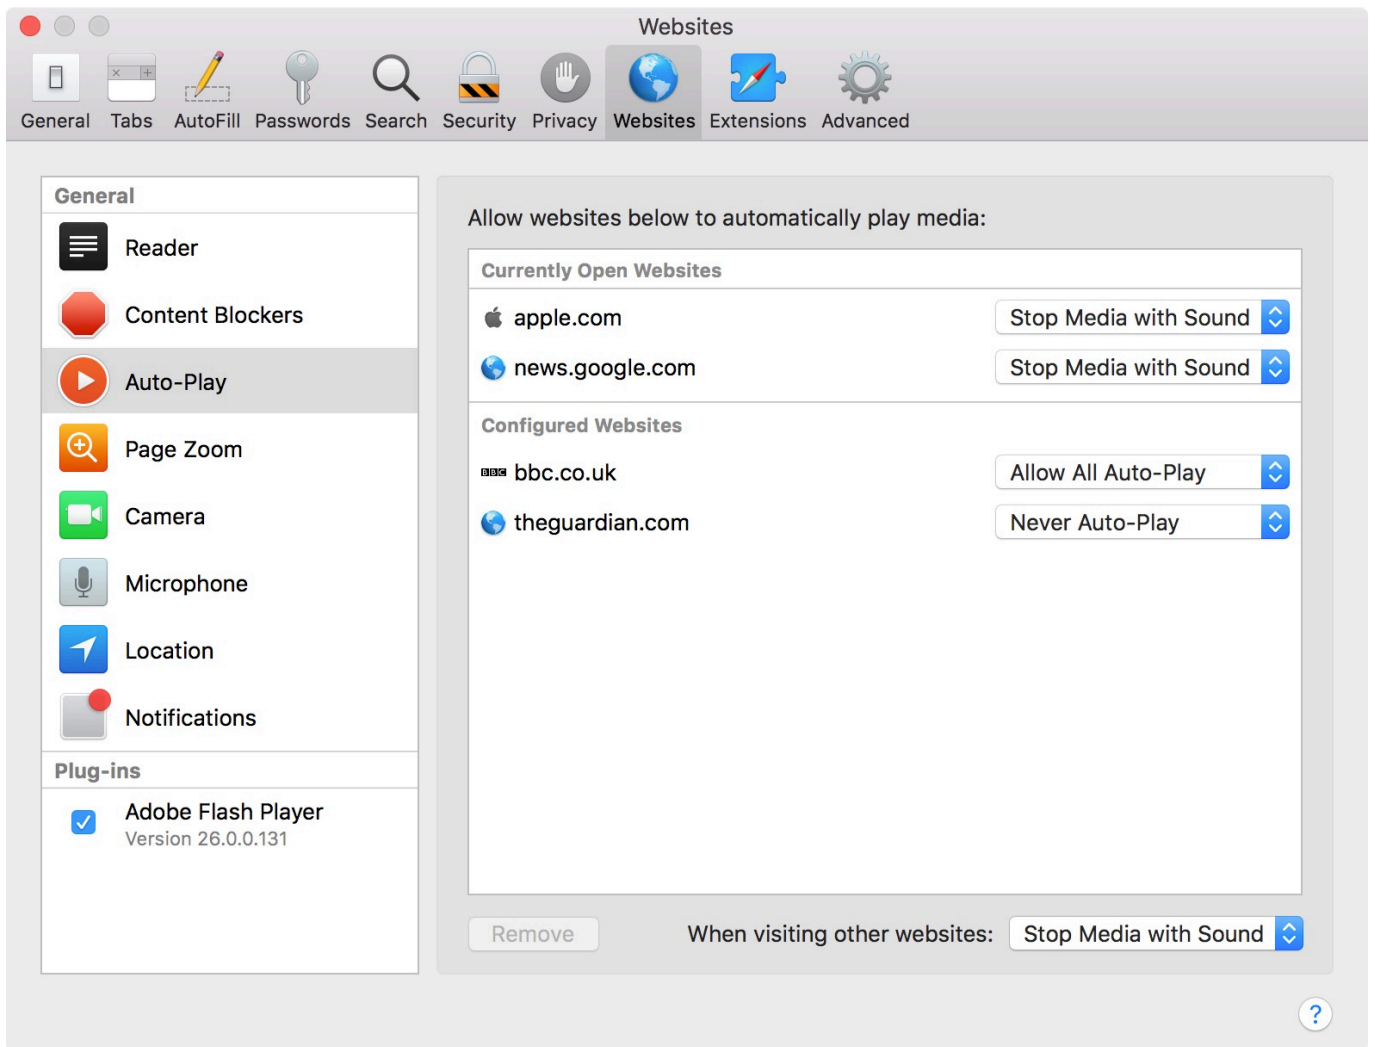 Websites
General Tabs AutoFill Passwords Search Security Privacy Websites Extensions Advanced
General
Reader
Content Blockers
Auto-Play
Page Zoom
Camera
Microphone
Location
Notifications
Plug-ins
Adobe Flash Player
Version 26.0.0.131
Allow websites below to automatically play media:
Currently Open Websites
apple.com Stop Media with Sound
news.google.com Stop Media with Sound
Configured Websites
BBC bbc.co.uk Allow All Auto-Play
theguardian.com Never Auto-Play
Remove When visiting other websites: Stop Media with Sound
?